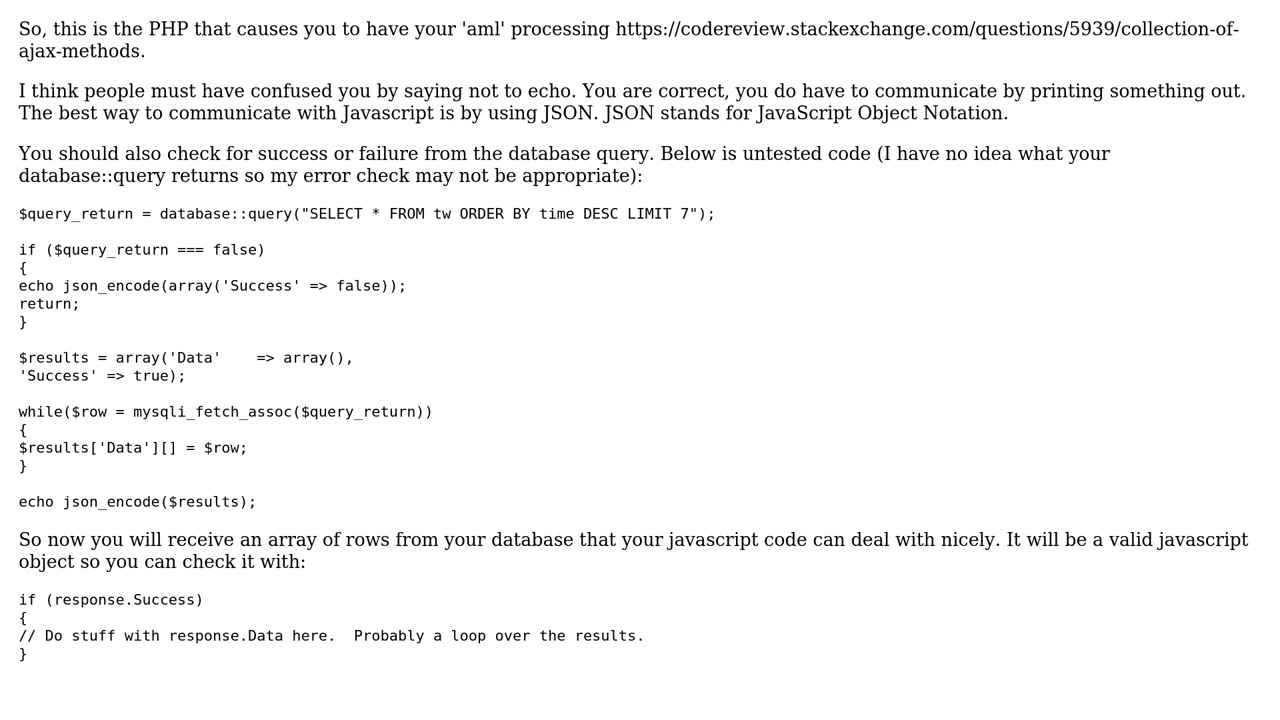 So, this is the PHP that causes you to have your 'aml' processing https://codereview.stackexchange.com/questions/5939/collection-of-
ajax-methods.
I think people must have confused you by saying not to echo. You are correct, you do have to communicate by printing something out.
The best way to communicate with Javascript is by using JSON. JSON stands for JavaScript Object Notation.
You should also check for success or failure from the database query. Below is untested code (I have no idea what your
database::query returns so my error check may not be appropriate):
$query_return = database::query("SELECT * FROM tw ORDER BY time DESC LIMIT 7");
if ($query_return === false)
{
echo json_encode(array('Success' => false));
return;
}
$results = array('Data'    => array(),
'Success' => true);
while($row = mysqli_fetch_assoc($query_return))
{
$results['Data'][] = $row;
}
echo json_encode($results);
So now you will receive an array of rows from your database that your javascript code can deal with nicely. It will be a valid javascript
object so you can check it with:
if (response.Success)
{
// Do stuff with response.Data here.  Probably a loop over the results.
}